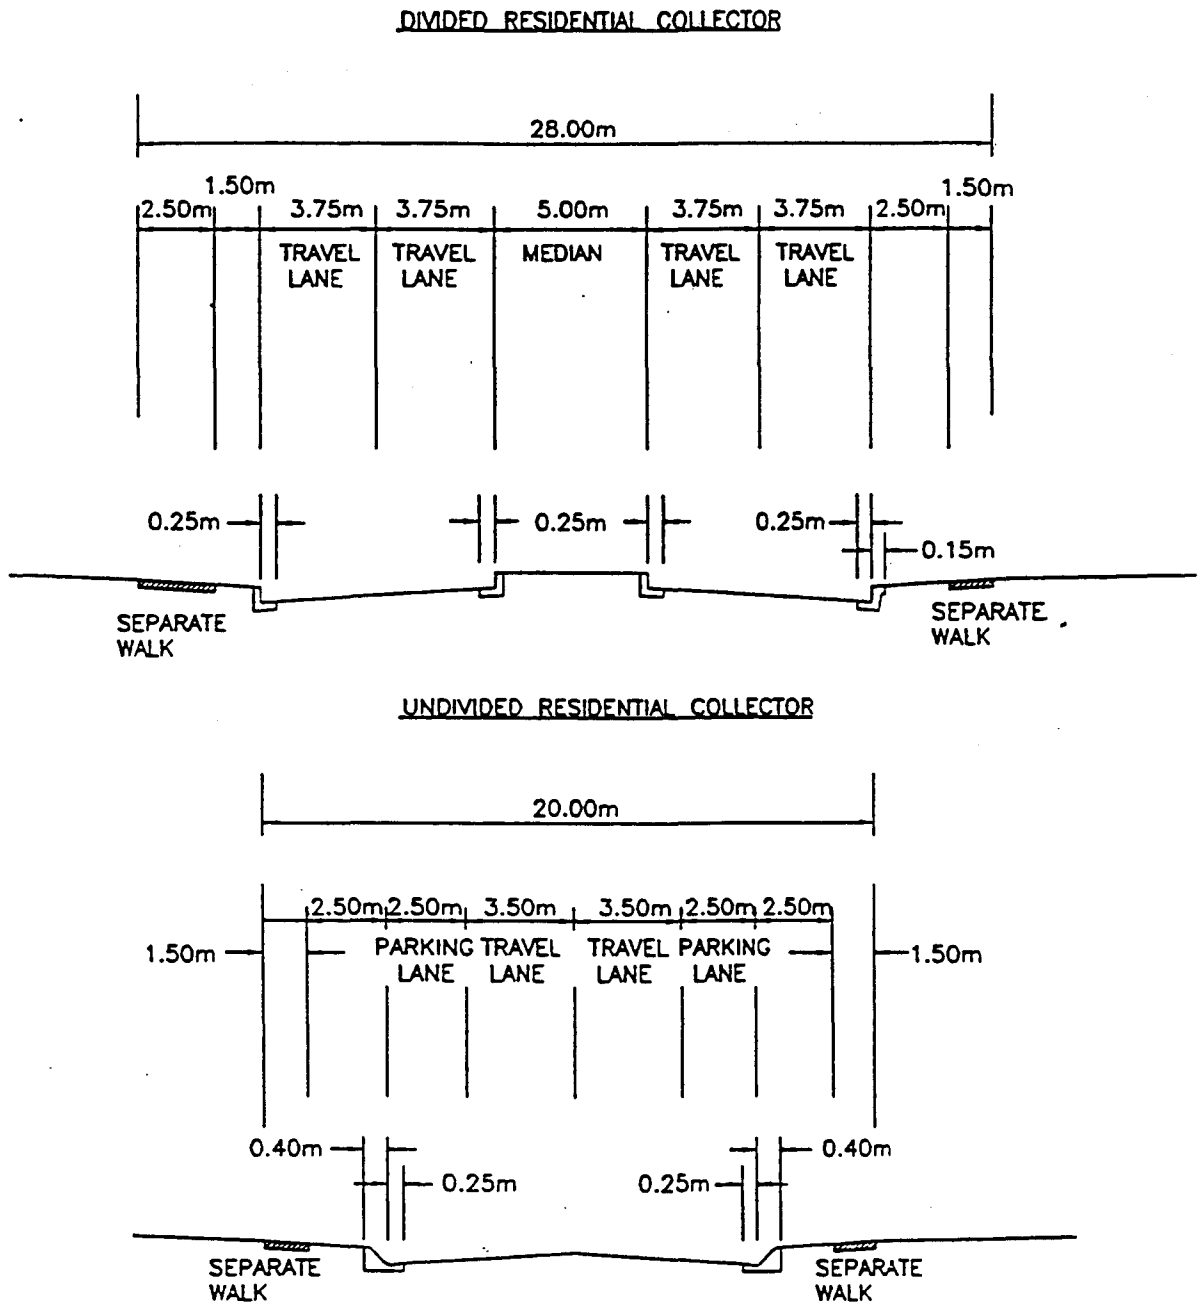 DIVIDED RESIDENTIAL COLLECTOR
28.00m
1.50m 1.50m
2.50m 3.75m 3.75m 5.00m 3.75m 3.75m 2.50m
TRAVEL TRAVEL MEDIAN TRAVEL TRAVEL
LANE LANE LANE LANE
0.25m 0.25m 0.25m
0.15m
SEPARATE SEPARATE
WALK WALK
UNDIVIDED RESIDENTIAL COLLECTOR
20.00m
2.50m 2.50m 3.50m 3.50m 2.50m 2.50m
1.50m PARKING TRAVEL TRAVEL PARKING 1.50m
LANE LANE LANE LANE
0.40m 0.40m
0.25m 0.25m
SEPARATE SEPARATE
WALK WALK